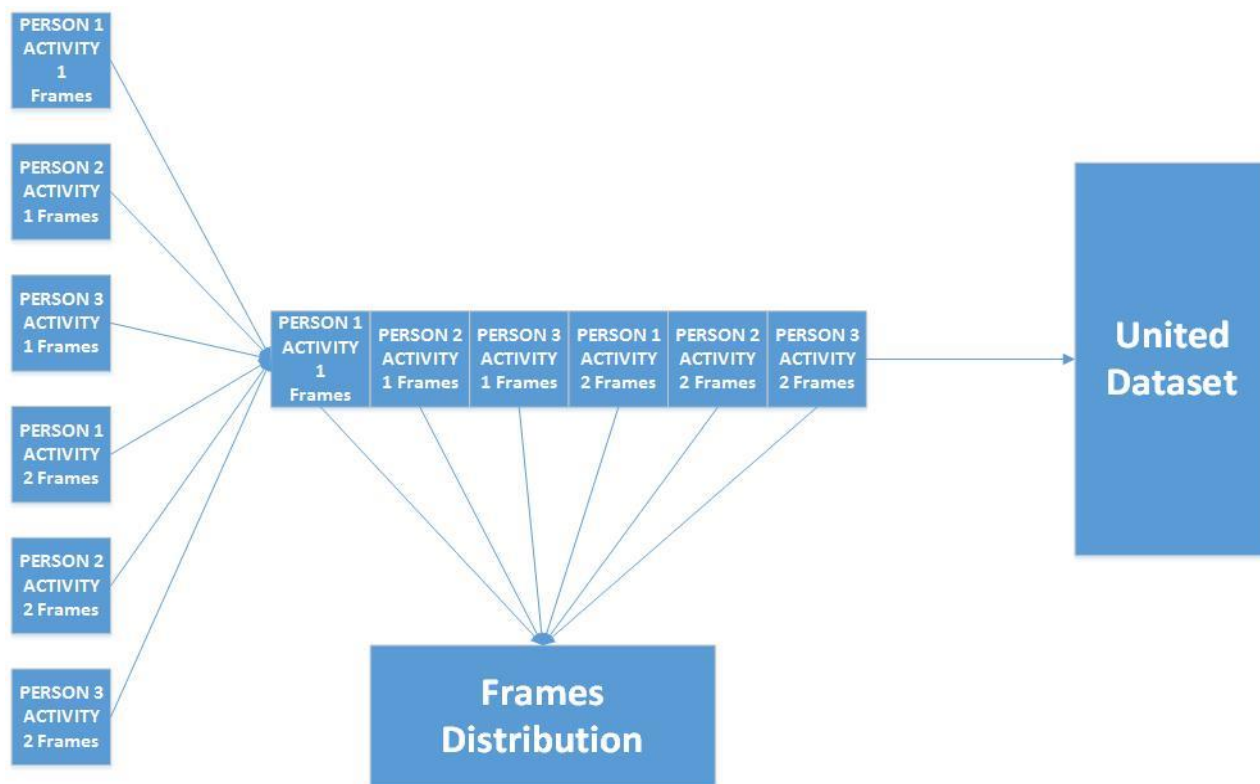 PERSON 1
ACTIVITY
1
Frames
PERSON 2
ACTIVITY
1 Frames
PERSON 3
ACTIVITY
1 Frames
PERSON 1
ACTIVITY
2 Frames
PERSON 2
ACTIVITY
2 Frames
PERSON 3
ACTIVITY
2 Frames
PERSON 1
ACTIVITY
1
Frames
PERSON 2
ACTIVITY
1 Frames
PERSON 3
ACTIVITY
1 Frames
PERSON 1
ACTIVITY
2 Frames
PERSON 2
ACTIVITY
2 Frames
PERSON 3
ACTIVITY
2 Frames
United
Dataset
Frames
Distribution